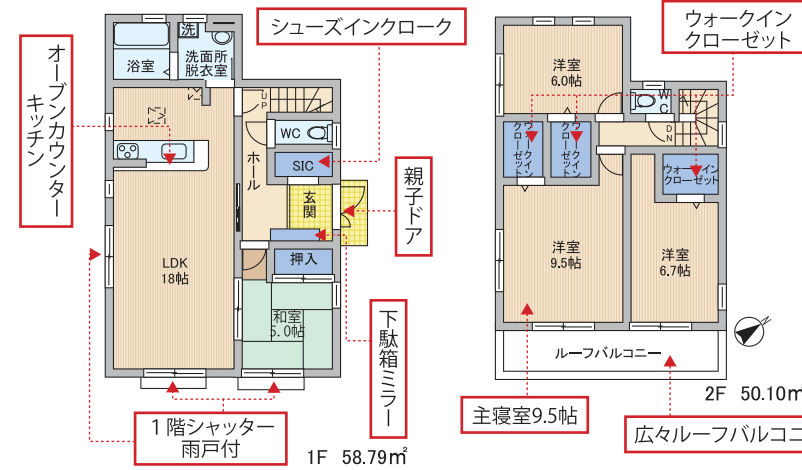 シューズインクローク
ウォークイン
クローゼット
オーブンカウンター
キッチン
浴室
洗
洗面所
脱衣室
UP
WC
ホール
SIC
玄関
親子ドア
LDK
18帖
押入
和室
5.0帖
下駄箱ミラー
1階シャッター
雨戸付
1F 58.79㎡
洋室
6.0帖
WC
DN
ウォークイン
クローゼット
ウォークイン
クローゼット
ウォークイン
クローゼット
洋室
9.5帖
洋室
6.7帖
N
ルーフバルコニー
2F 50.10㎡
主寝室9.5帖
広々ルーフバルコニ